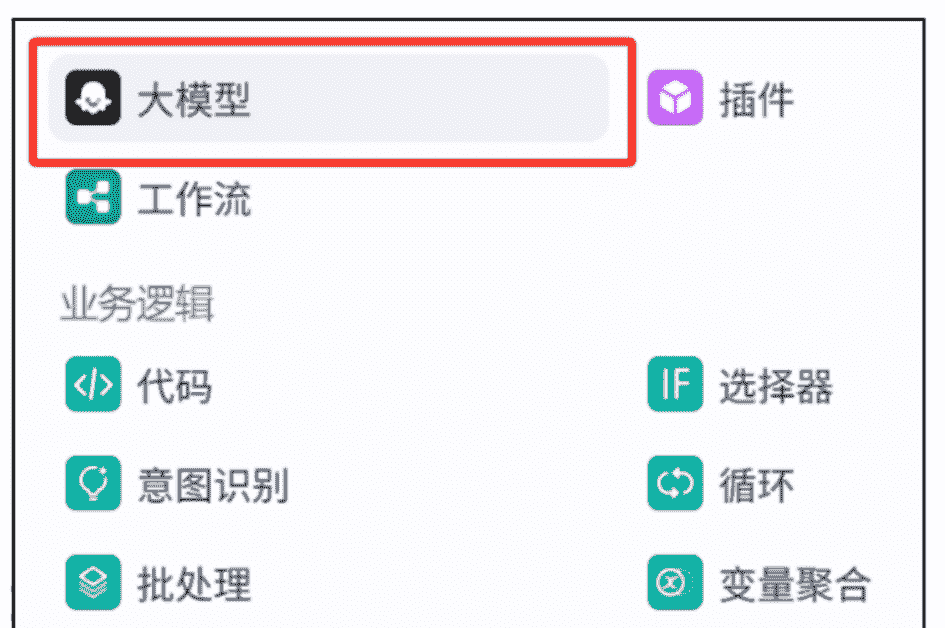 大模型 插件
工作流
业务逻辑
代码 IF 选择器
意图识别 循环
批处理 变量聚合